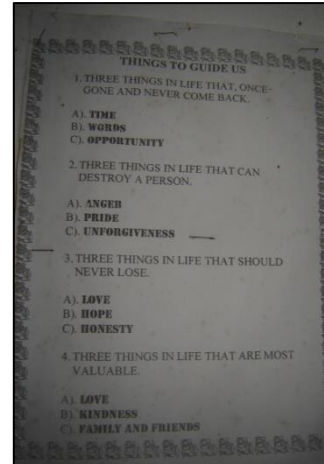 THINGS TO GUIDE US
1. THREE THINGS IN LIFE THAT, ONCE-
GONE AND NEVER COME BACK.
A). TIME
B). WORDS
C). OPPORTUNITY
2. THREE THINGS IN LIFE THAT CAN
DESTROY A PERSON.
A). ANGER
B). PRIDE
C). UNFORGIVENESS
3. THREE THINGS IN LIFE THAT SHOULD
NEVER LOSE.
A). LOVE
B). HOPE
C). HONESTY
4. THREE THINGS IN LIFE THAT ARE MOST
VALUABLE.
A). LOVE
B). KINDNESS
C). FAMILY AND FRIENDS